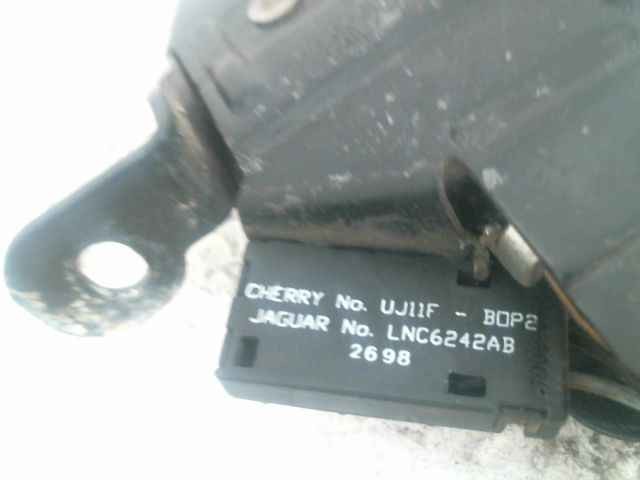 CHERRY No. UJ11F - B0P2
JAGUAR No. LNC6242AB
2698